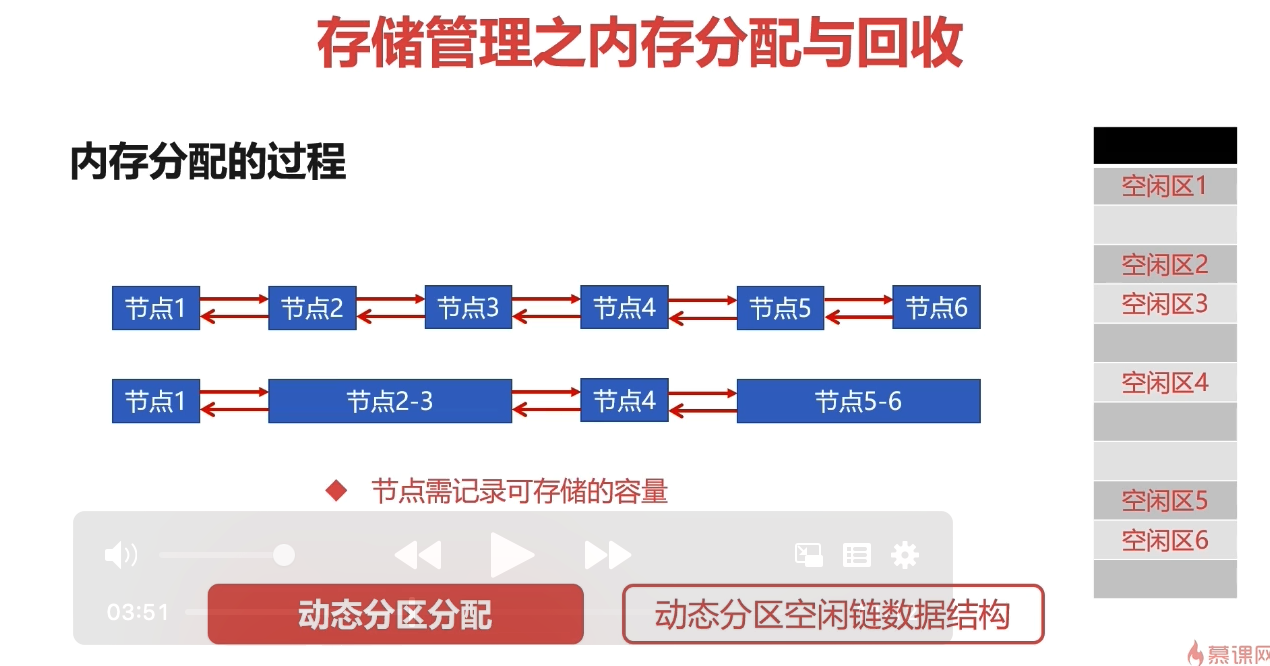 存储管理之内存分配与回收
内存分配的过程
节点1 节点2 节点3 节点4 节点5 节点6
节点1 节点2-3 节点4 节点5-6
◆ 节点需记录可存储的容量
03:51
动态分区分配 动态分区空闲链数据结构
空闲区1
空闲区2
空闲区3
空闲区4
空闲区5
空闲区6
慕课网